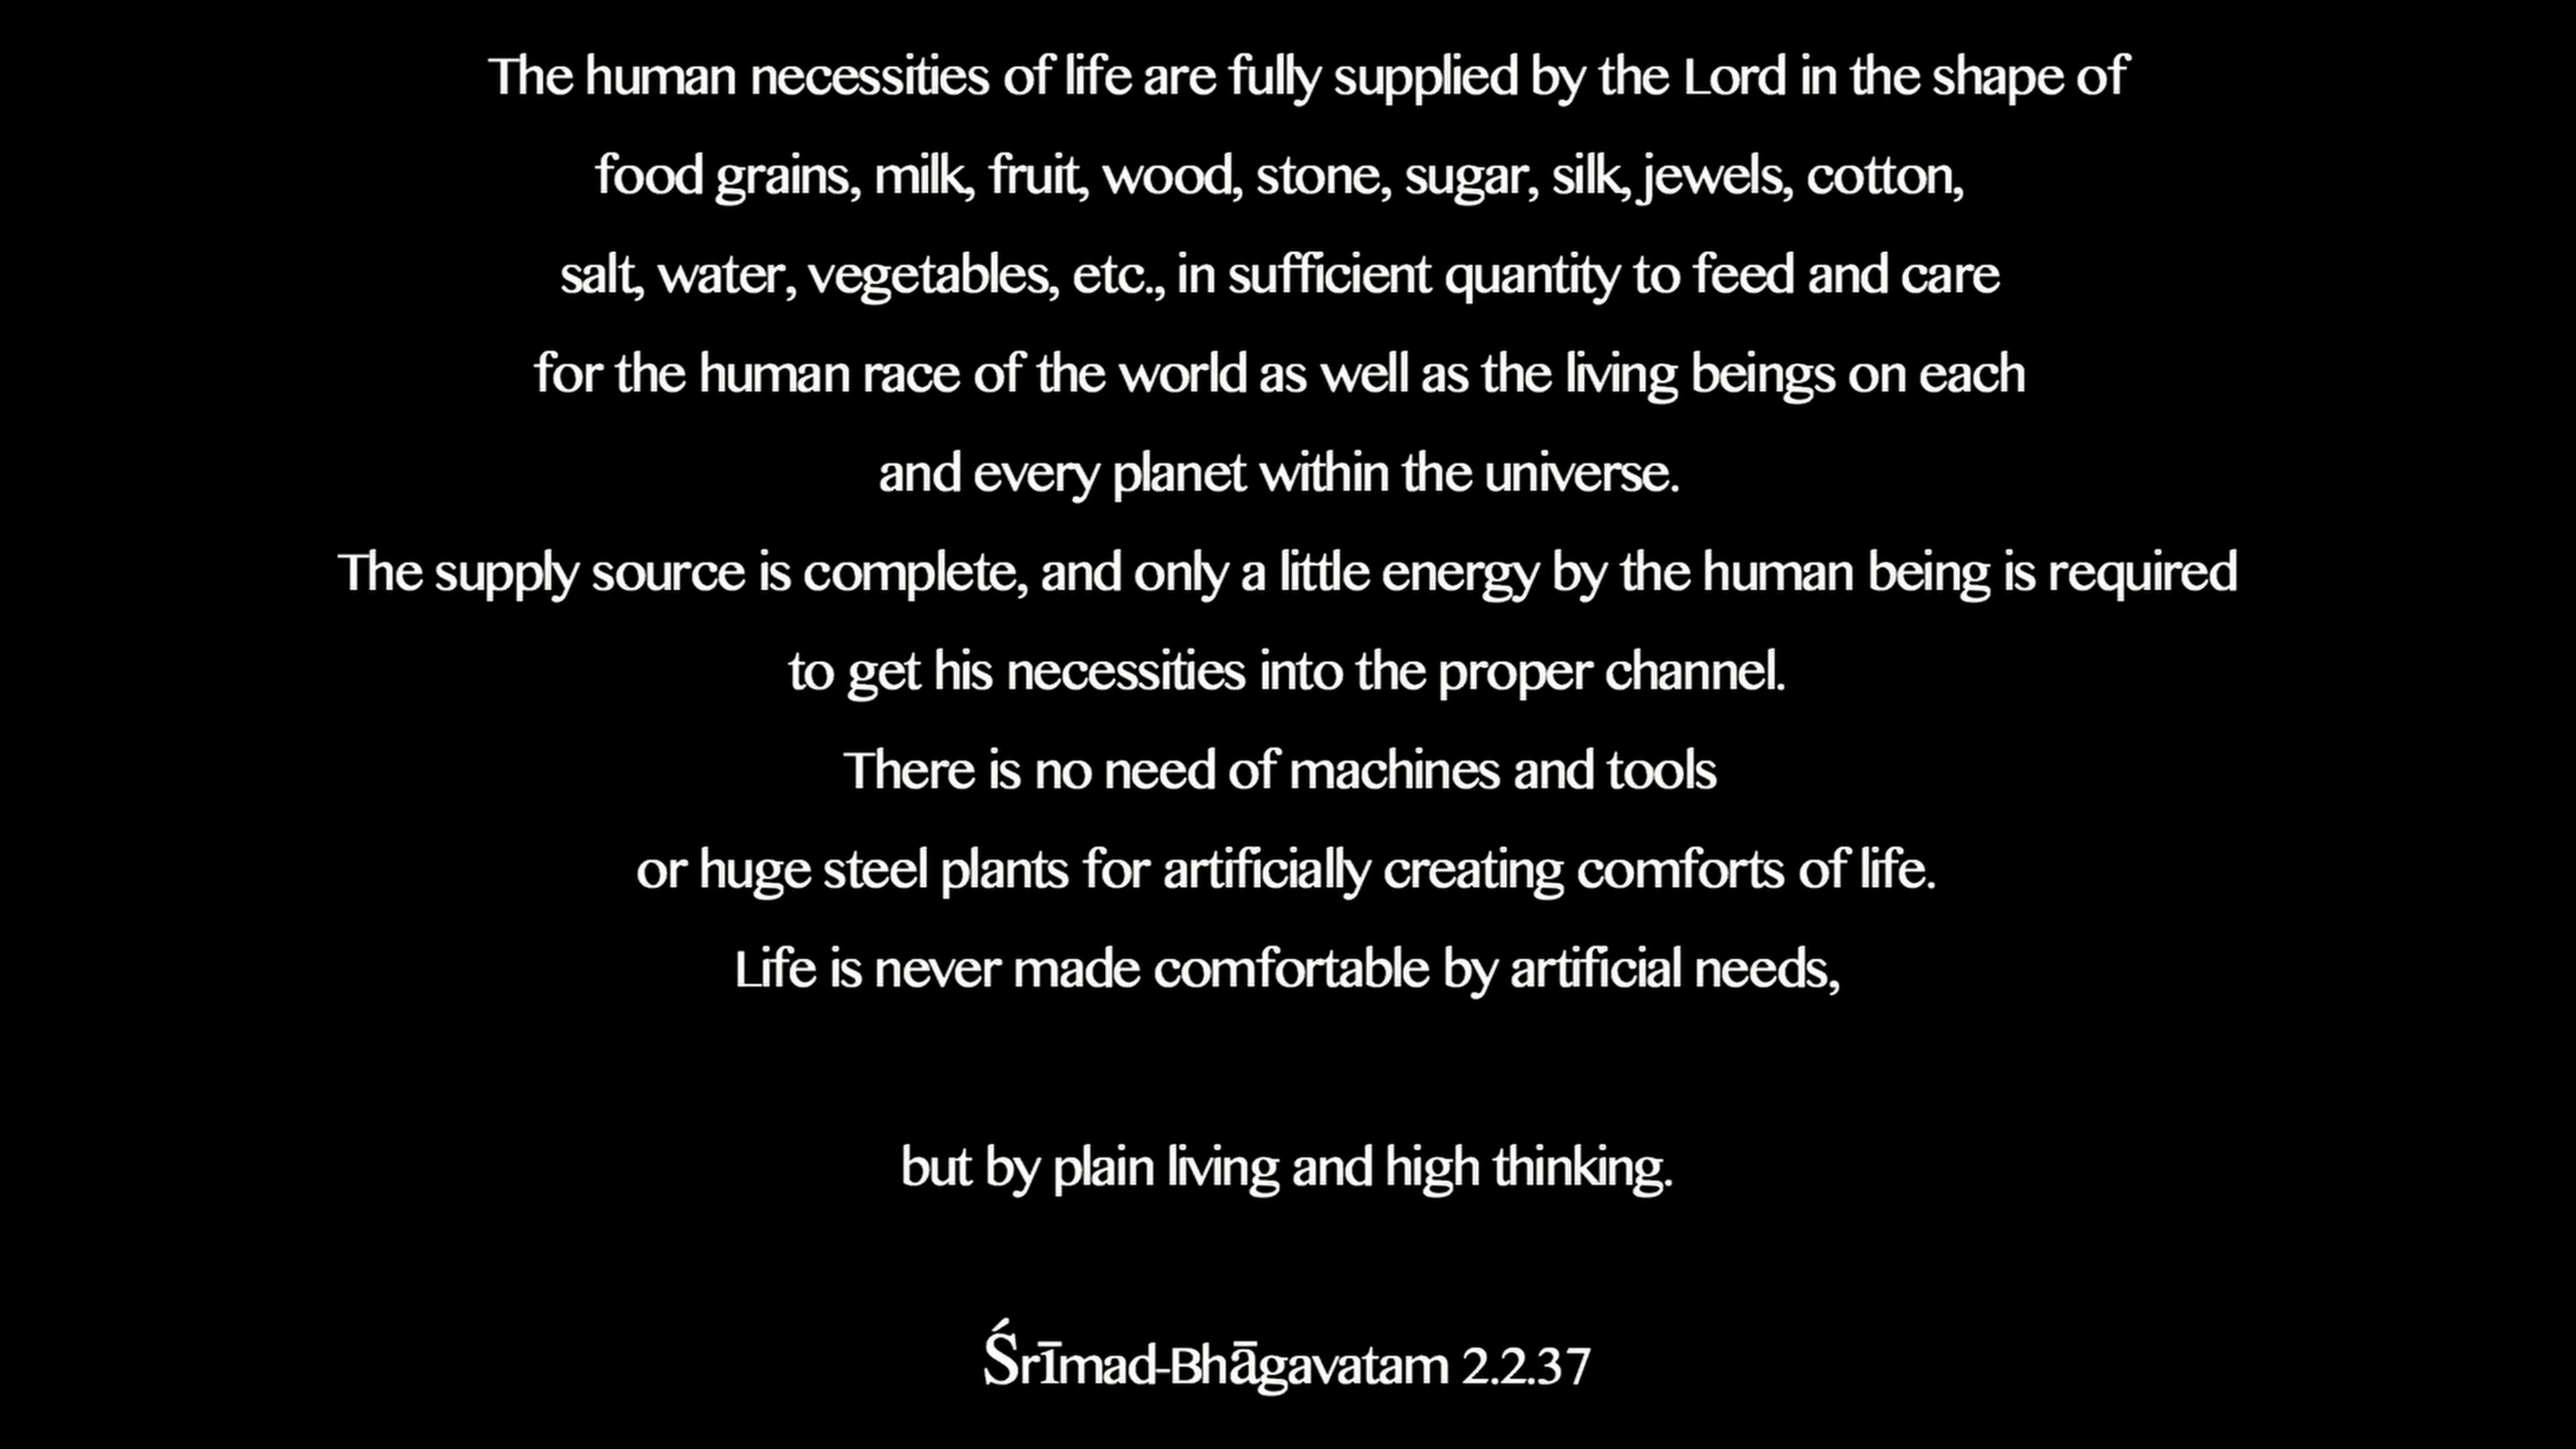 The human necessities of life are fully supplied by the Lord in the shape of
food grains, milk, fruit, wood, stone, sugar, silk, jewels, cotton,
salt, water, vegetables, etc., in sufficient quantity to feed and care
for the human race of the world as well as the living beings on each
and every planet within the universe.
The supply source is complete, and only a little energy by the human being is required
to get his necessities into the proper channel.
There is no need of machines and tools
or huge steel plants for artificially creating comforts of life.
Life is never made comfortable by artificial needs,
but by plain living and high thinking.
Śrīmad-Bhāgavatam 2.2.37